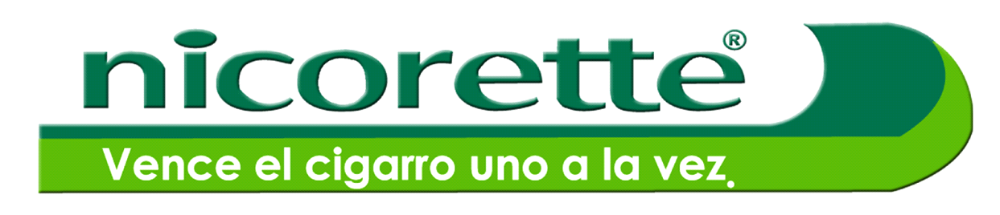 nicorette®
Vence el cigarro uno a la vez.